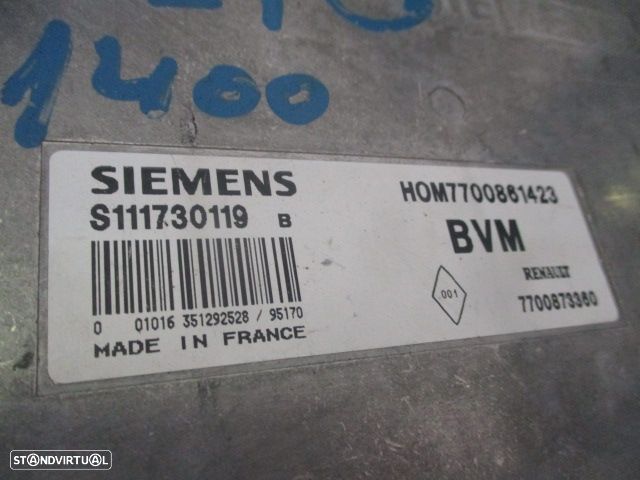 1400
SIEMENS
S111730119 B
0 01016 351292528 / 95170
MADE IN FRANCE
HOM7700861423
BVM
RENAULT
001
7700873360
STANDVIRTUAL